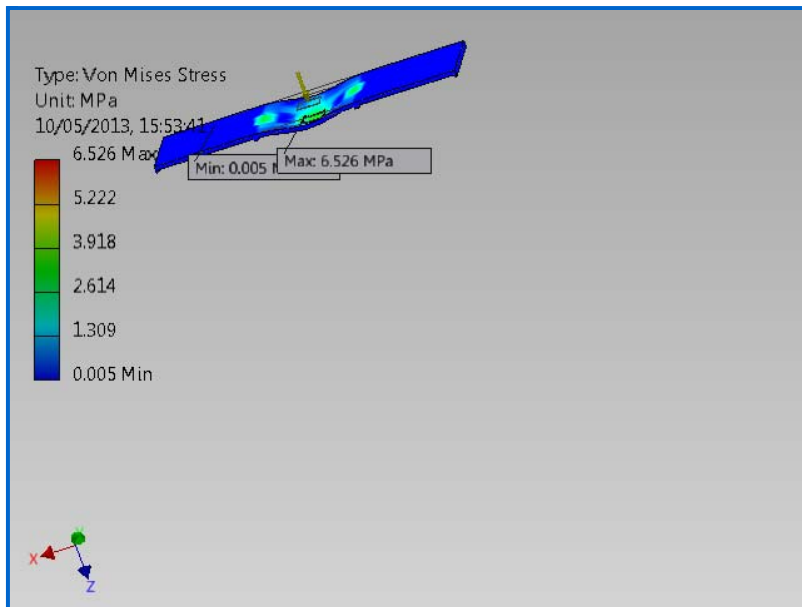 Type: Von Mises Stress
Unit: MPa
10/05/2013, 15:53:41
6.526 Max
Min: 0.005
Max: 6.526 MPa
5.222
3.918
2.614
1.309
0.005 Min
Y
X
Z